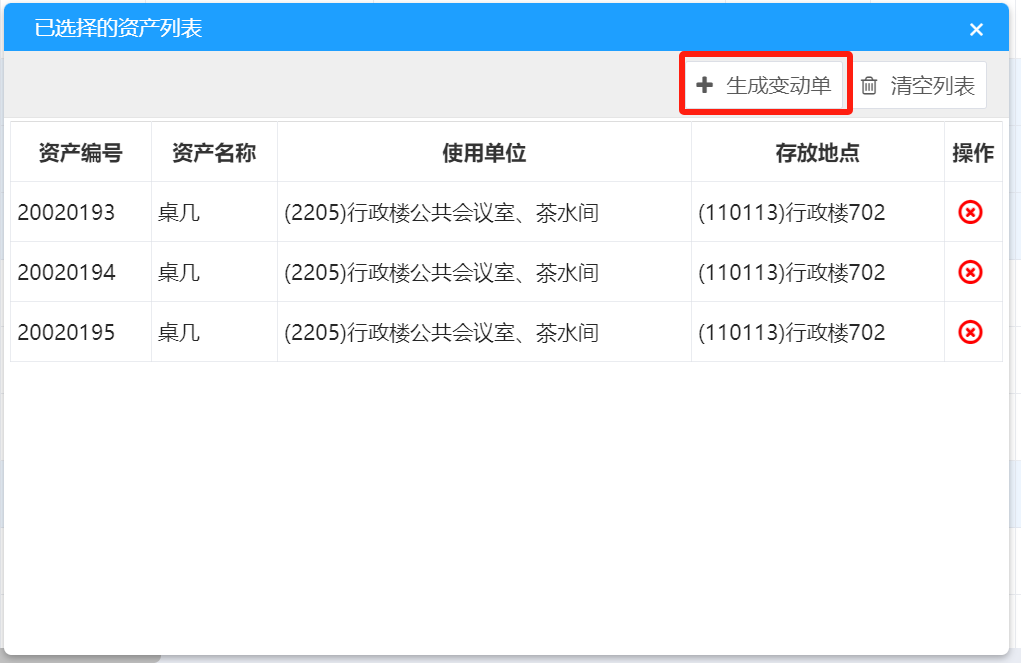 已选择的资产列表
生成变动单 清空列表
资产编号 资产名称 使用单位 存放地点 操作
20020193 桌几 (2205)行政楼公共会议室、茶水间 (110113)行政楼702
20020194 桌几 (2205)行政楼公共会议室、茶水间 (110113)行政楼702
20020195 桌几 (2205)行政楼公共会议室、茶水间 (110113)行政楼702